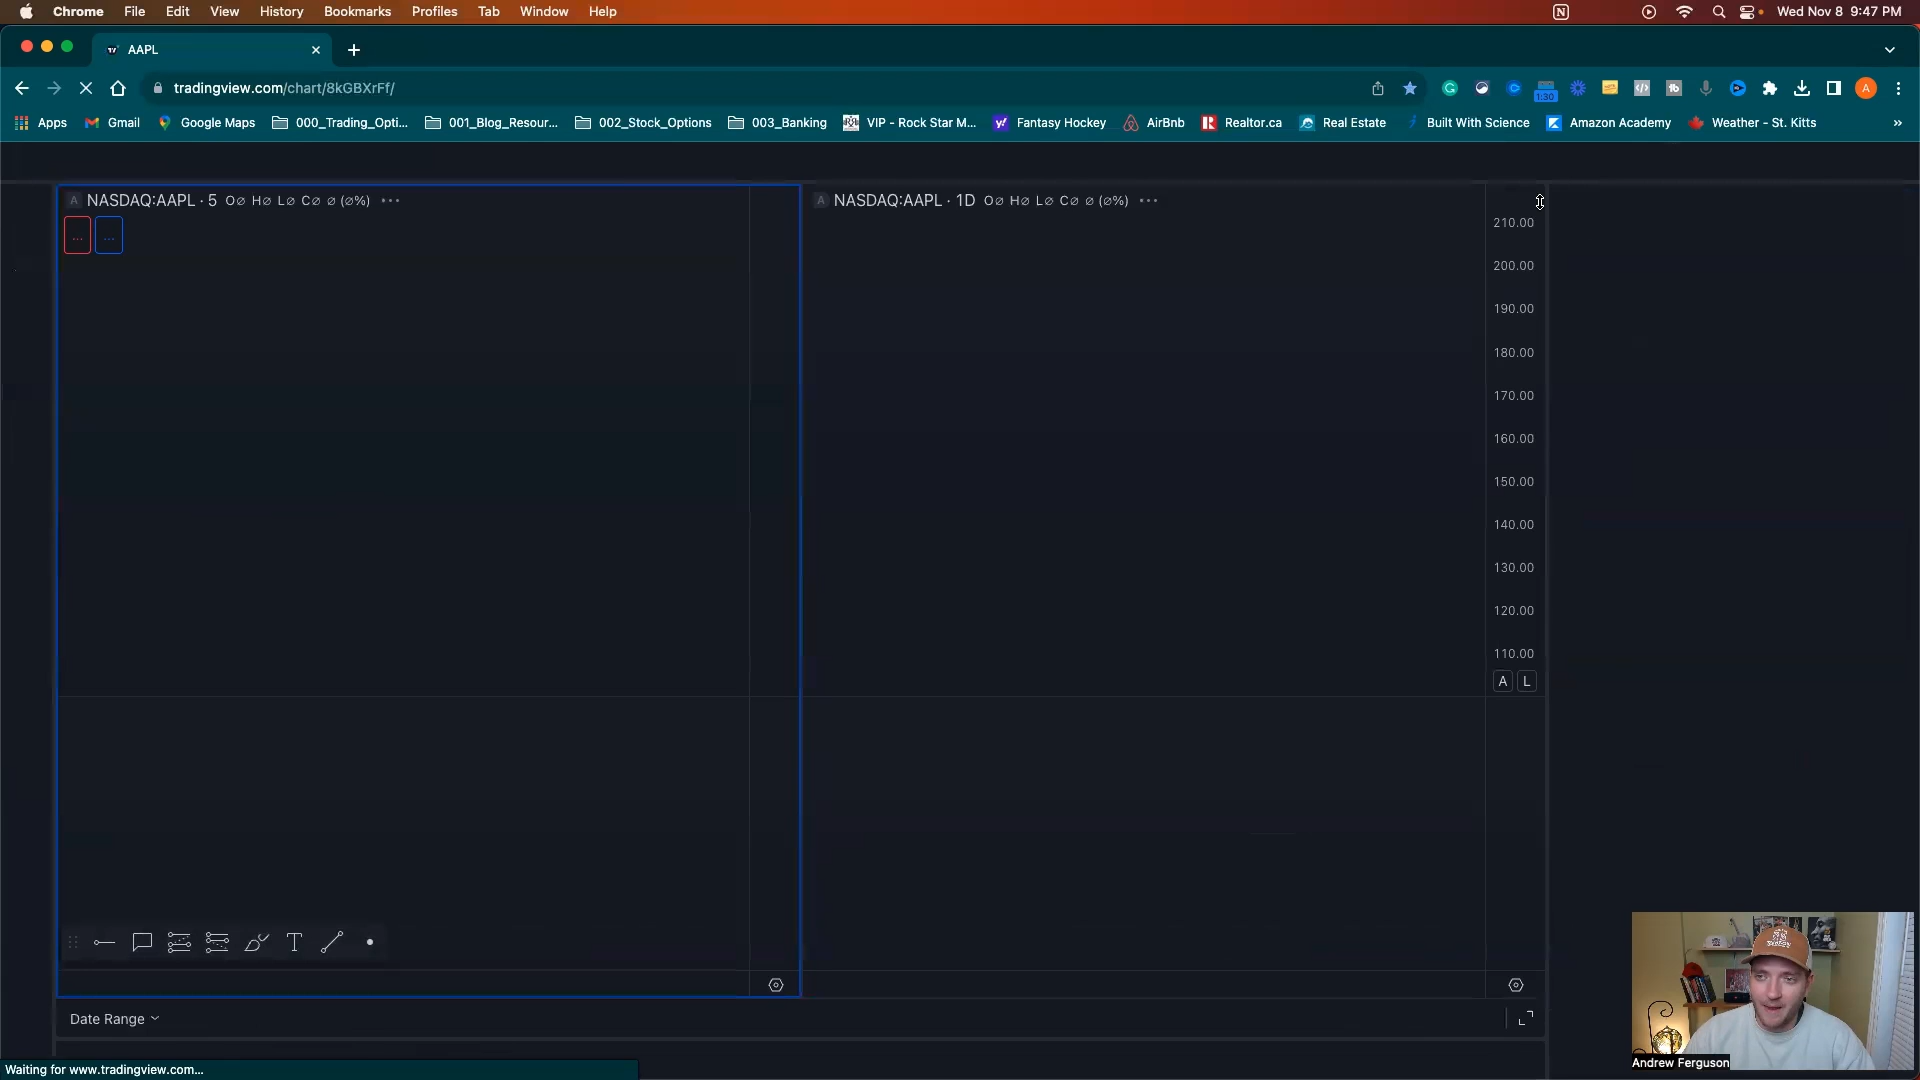 Chrome File Edit View History Bookmarks Profiles Tab Window Help Wed Nov 8 9:47 PM
AAPL
tradingview.com/chart/8kGBXrFf/
1:30
A
Apps Gmail Google Maps 000_Trading_Opti... 001_Blog_Resour... 002_Stock_Options 003_Banking VIP - Rock Star M... Fantasy Hockey AirBnb Realtor.ca Real Estate Built With Science Amazon Academy Weather - St. Kitts »
A NASDAQ:AAPL · 5 O∅ H∅ L∅ C∅ ∅ (∅%) •••
A NASDAQ:AAPL · 1D O∅ H∅ L∅ C∅ ∅ (∅%) •••
... ...
210.00
200.00
190.00
180.00
170.00
160.00
150.00
140.00
130.00
120.00
110.00
A L
T
Date Range
Waiting for www.tradingview.com...
Andrew Ferguson